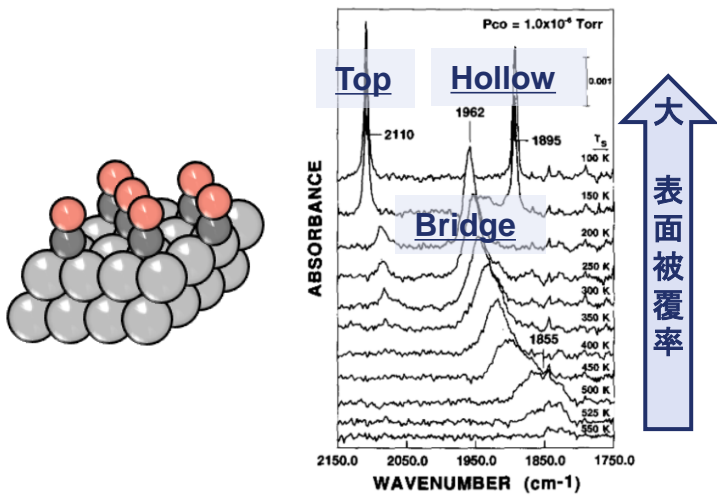 Pco = 1.0x10⁻⁶ Torr
Top
Hollow
0.001
1962
2110
1895
Ts
100 K
150 K
Bridge
200 K
250 K
300 K
350 K
400 K
1855
450 K
500 K
525 K
550 K
ABSORBANCE
2150.0 2050.0 1950.0 1850.0 1750.0
WAVENUMBER (cm-1)
大
表面被覆率